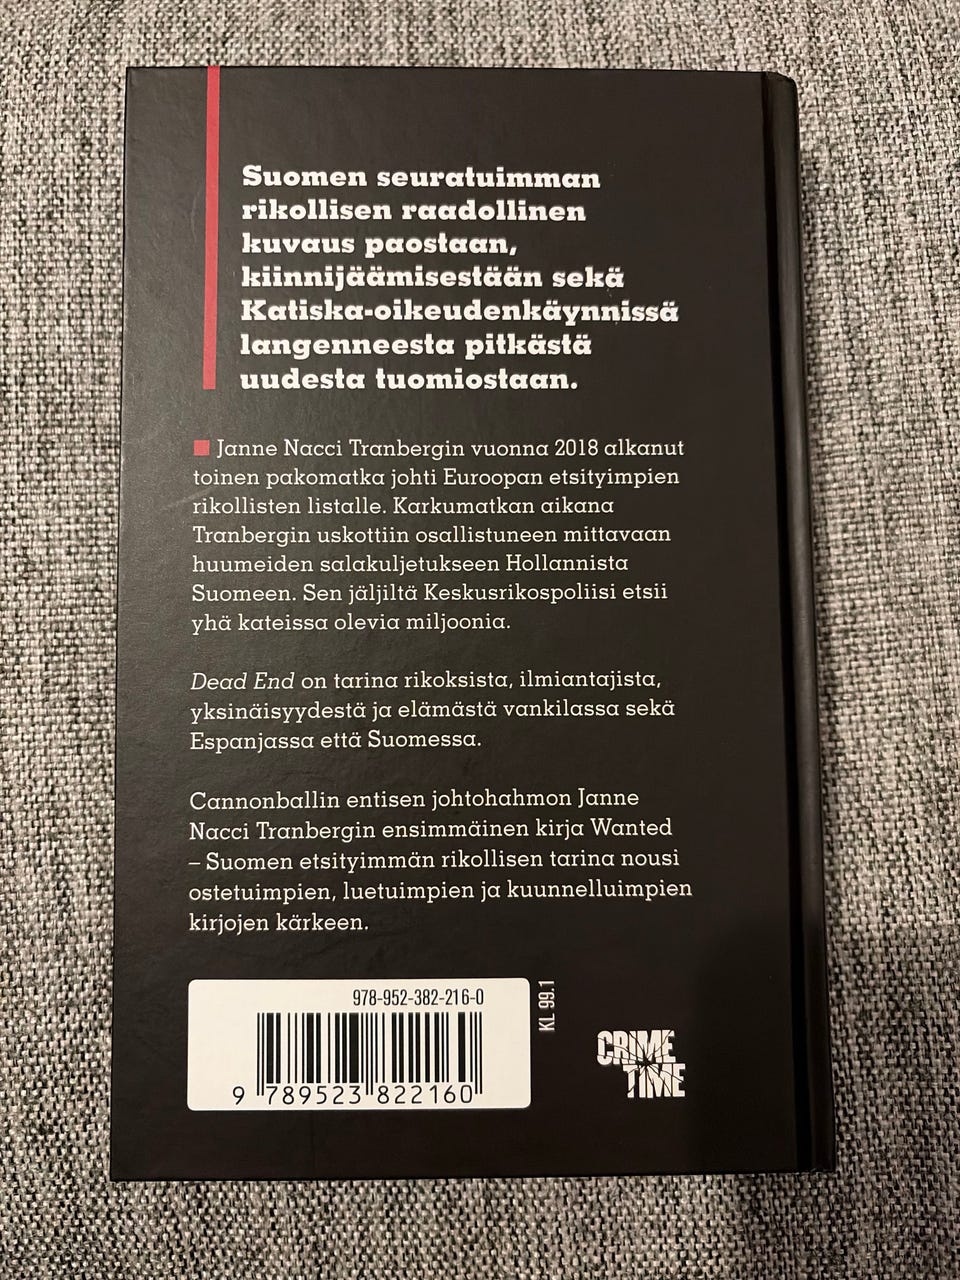 Suomen seuratuimman
rikollisen raadollinen
kuvaus paostaan,
kiinnijäämisestään sekä
Katiska-oikeudenkäynnissä
langenneesta pitkästä
uudesta tuomiostaan.
Janne Nacci Tranbergin vuonna 2018 alkanut
toinen pakomatka johti Euroopan etsityimpien
rikollisten listalle. Karkumatkan aikana
Tranbergin uskottiin osallistuneen mittavaan
huumeiden salakuljetukseen Hollannista
Suomeen. Sen jäljiltä Keskusrikospoliisi etsii
yhä kateissa olevia miljoonia.
Dead End on tarina rikoksista, ilmiantajista,
yksinäisyydestä ja elämästä vankilassa sekä
Espanjassa että Suomessa.
Cannonballin entisen johtohahmon Janne
Nacci Tranbergin ensimmäinen kirja Wanted
– Suomen etsityimmän rikollisen tarina nousi
ostetuimpien, luetuimpien ja kuunnelluimpien
kirjojen kärkeen.
978-952-382-216-0
9 789523 822160
KL 99.1
CRIME
TIME